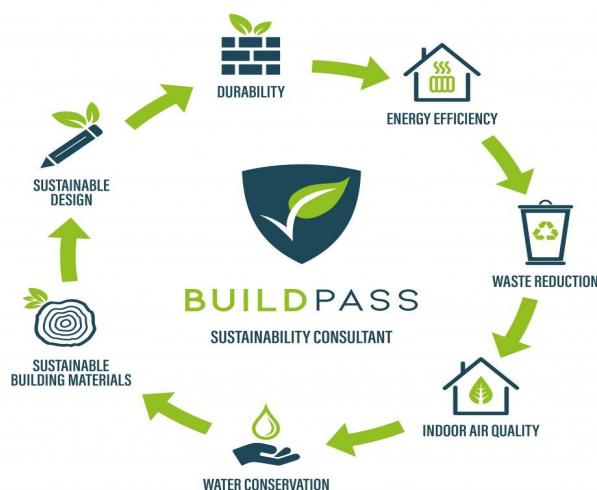 DURABILITY
ENERGY EFFICIENCY
WASTE REDUCTION
INDOOR AIR QUALITY
WATER CONSERVATION
SUSTAINABLE
BUILDING MATERIALS
SUSTAINABLE
DESIGN
BUILDPASS
SUSTAINABILITY CONSULTANT